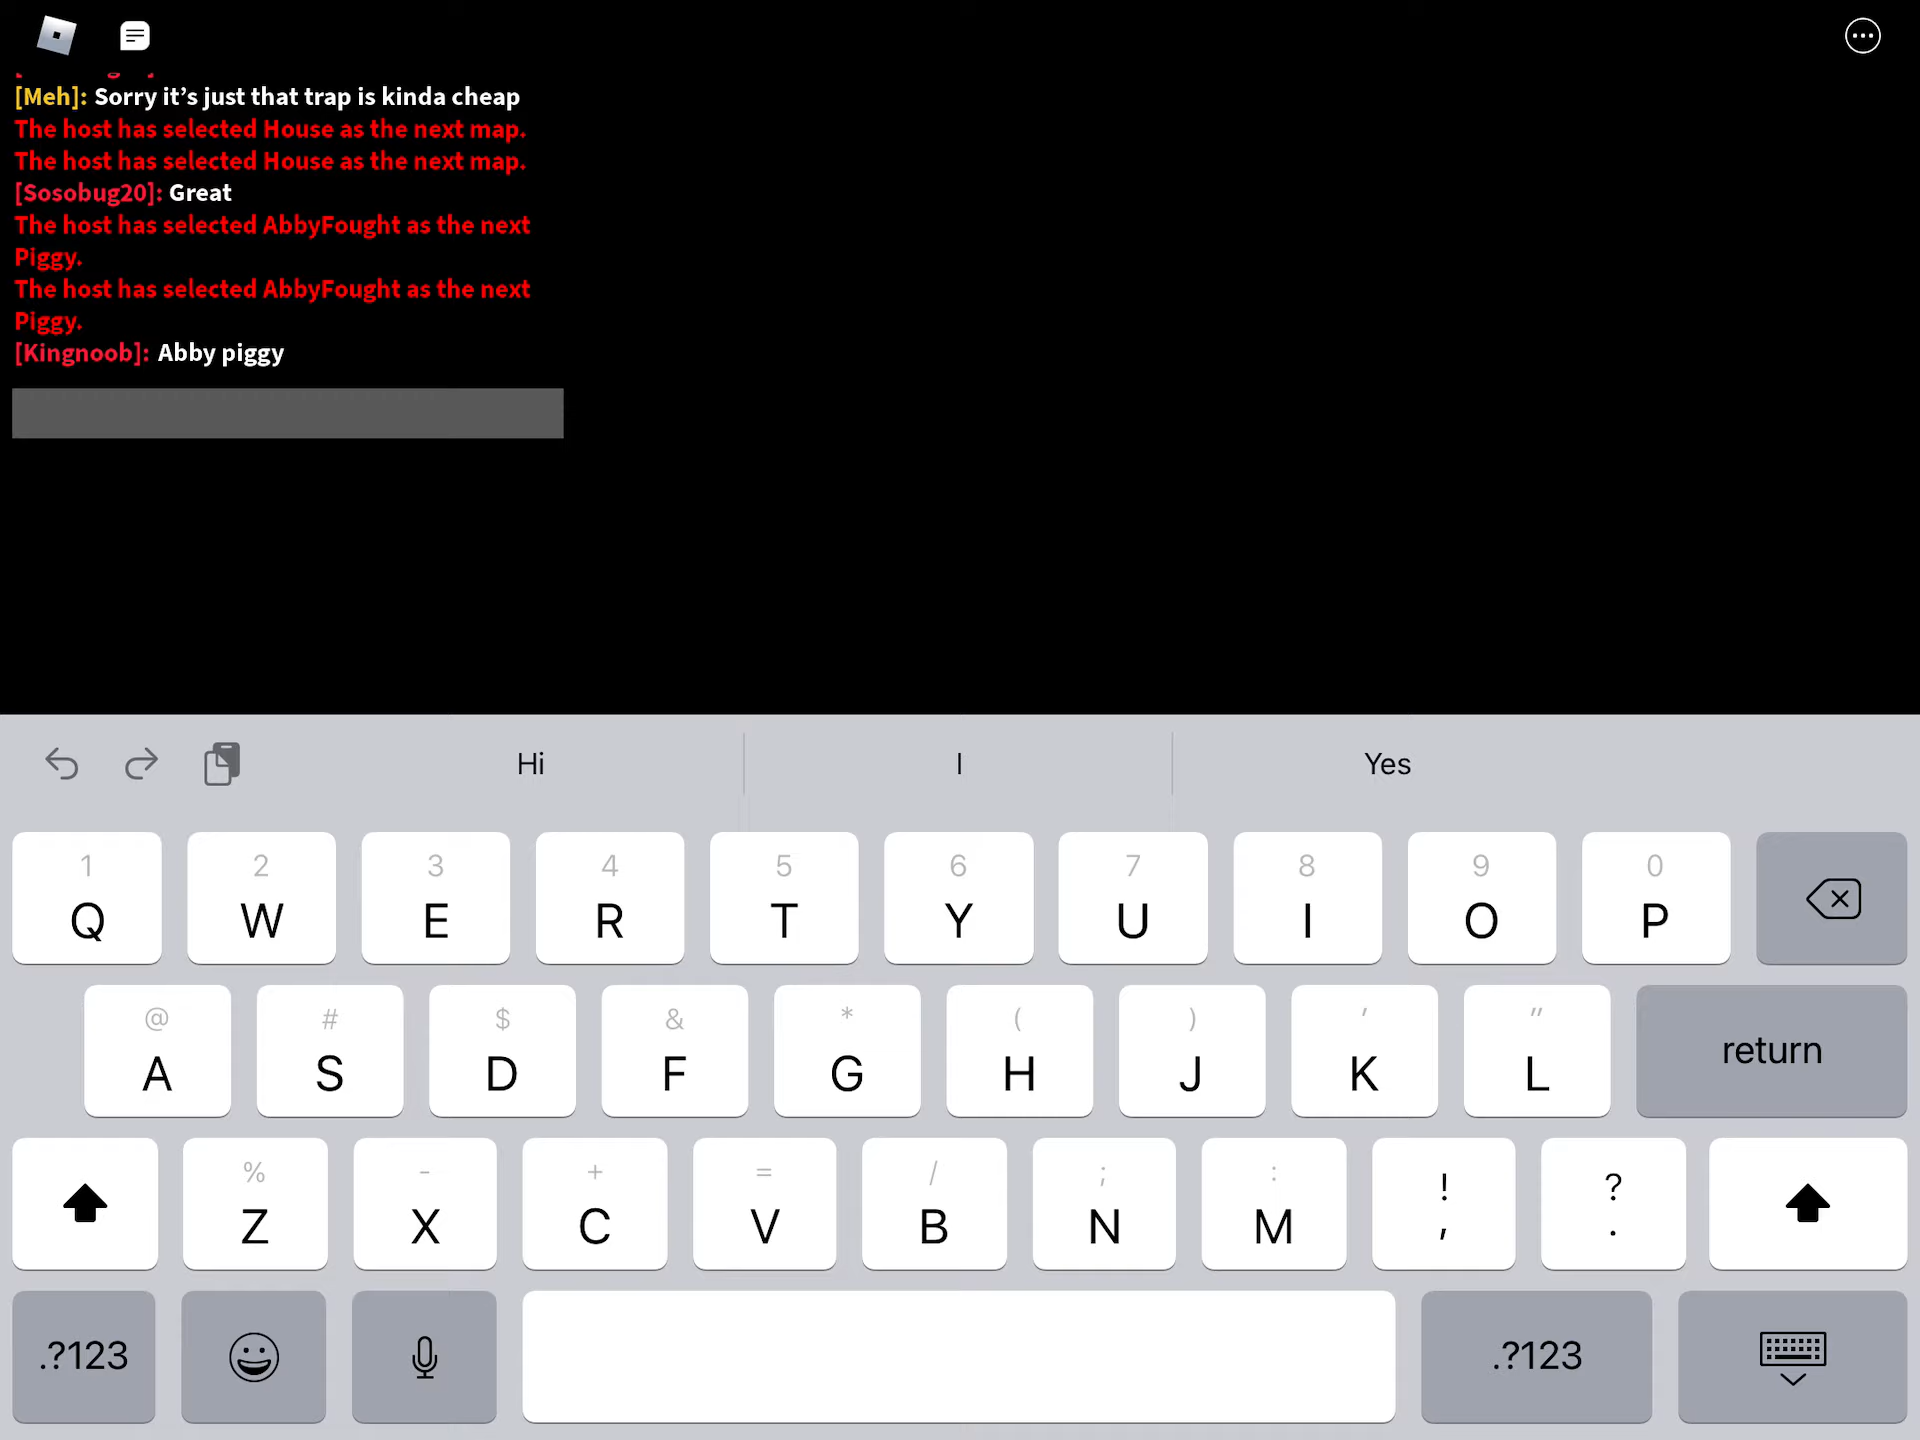 [Meh]: Sorry it’s just that trap is kinda cheap
The host has selected House as the next map.
The host has selected House as the next map.
[Sosobug20]: Great
The host has selected AbbyFought as the next
Piggy.
The host has selected AbbyFought as the next
Piggy.
[Kingnoob]: Abby piggy
Hi I Yes
1 2 3 4 5 6 7 8 9 0
Q W E R T Y U I O P
@ # $ & * ( ) ' "
A S D F G H J K L return
% - + = / ; : ! ?
Z X C V B N M , .
.?123 .?123